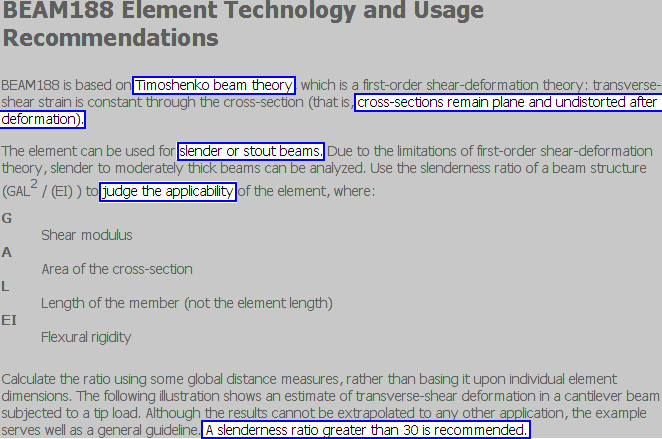 BEAM188 Element Technology and Usage
Recommendations
BEAM188 is based on Timoshenko beam theory, which is a first-order shear-deformation theory: transverse-
shear strain is constant through the cross-section (that is, cross-sections remain plane and undistorted after
deformation).
The element can be used for slender or stout beams. Due to the limitations of first-order shear-deformation
theory, slender to moderately thick beams can be analyzed. Use the slenderness ratio of a beam structure
(GAL2 / (EI) ) to judge the applicability of the element, where:
G
Shear modulus
A
Area of the cross-section
L
Length of the member (not the element length)
EI
Flexural rigidity
Calculate the ratio using some global distance measures, rather than basing it upon individual element
dimensions. The following illustration shows an estimate of transverse-shear deformation in a cantilever beam
subjected to a tip load. Although the results cannot be extrapolated to any other application, the example
serves well as a general guideline. A slenderness ratio greater than 30 is recommended.